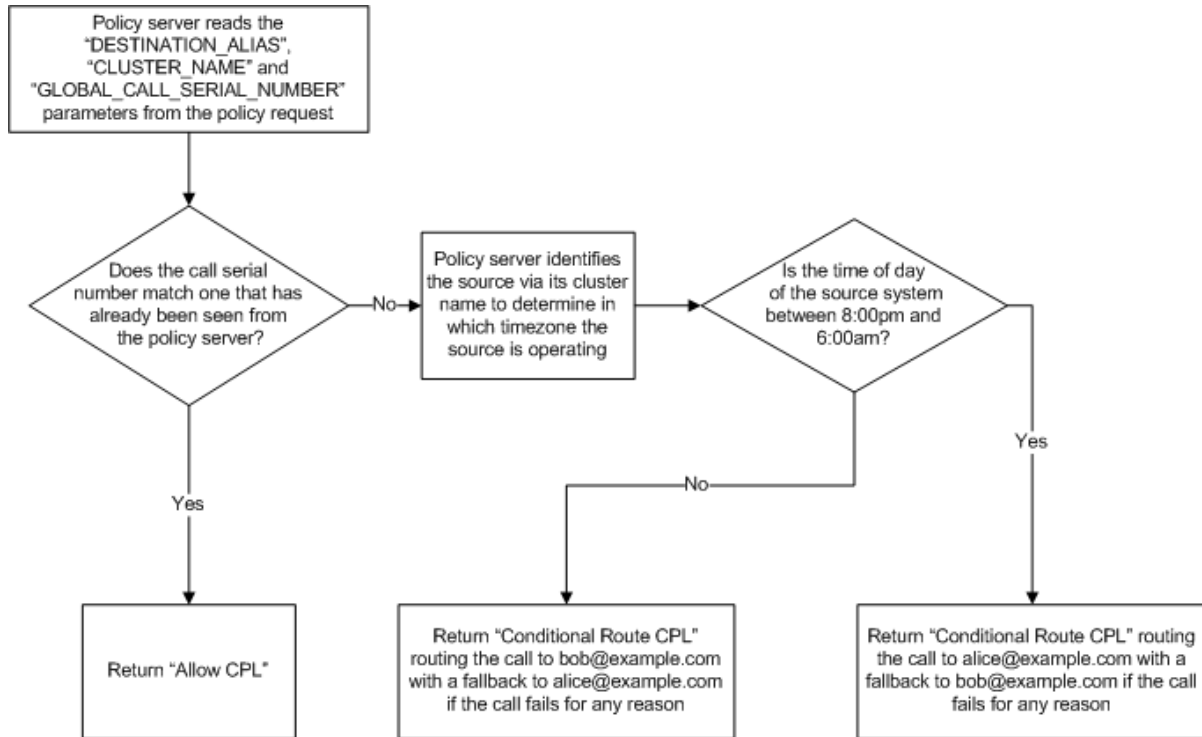 Policy server reads the
“DESTINATION_ALIAS”,
“CLUSTER_NAME” and
“GLOBAL_CALL_SERIAL_NUMBER”
parameters from the policy request
Does the call serial
number match one that has
already been seen from
the policy server?
No
Policy server identifies
the source via its cluster
name to determine in
which timezone the
source is operating
Is the time of day
of the source system
between 8:00pm and
6:00am?
Yes
No
Yes
Return “Allow CPL”
Return “Conditional Route CPL”
routing the call to bob@example.com
with a fallback to alice@example.com
if the call fails for any reason
Return “Conditional Route CPL” routing
the call to alice@example.com with a
fallback to bob@example.com if the call
fails for any reason